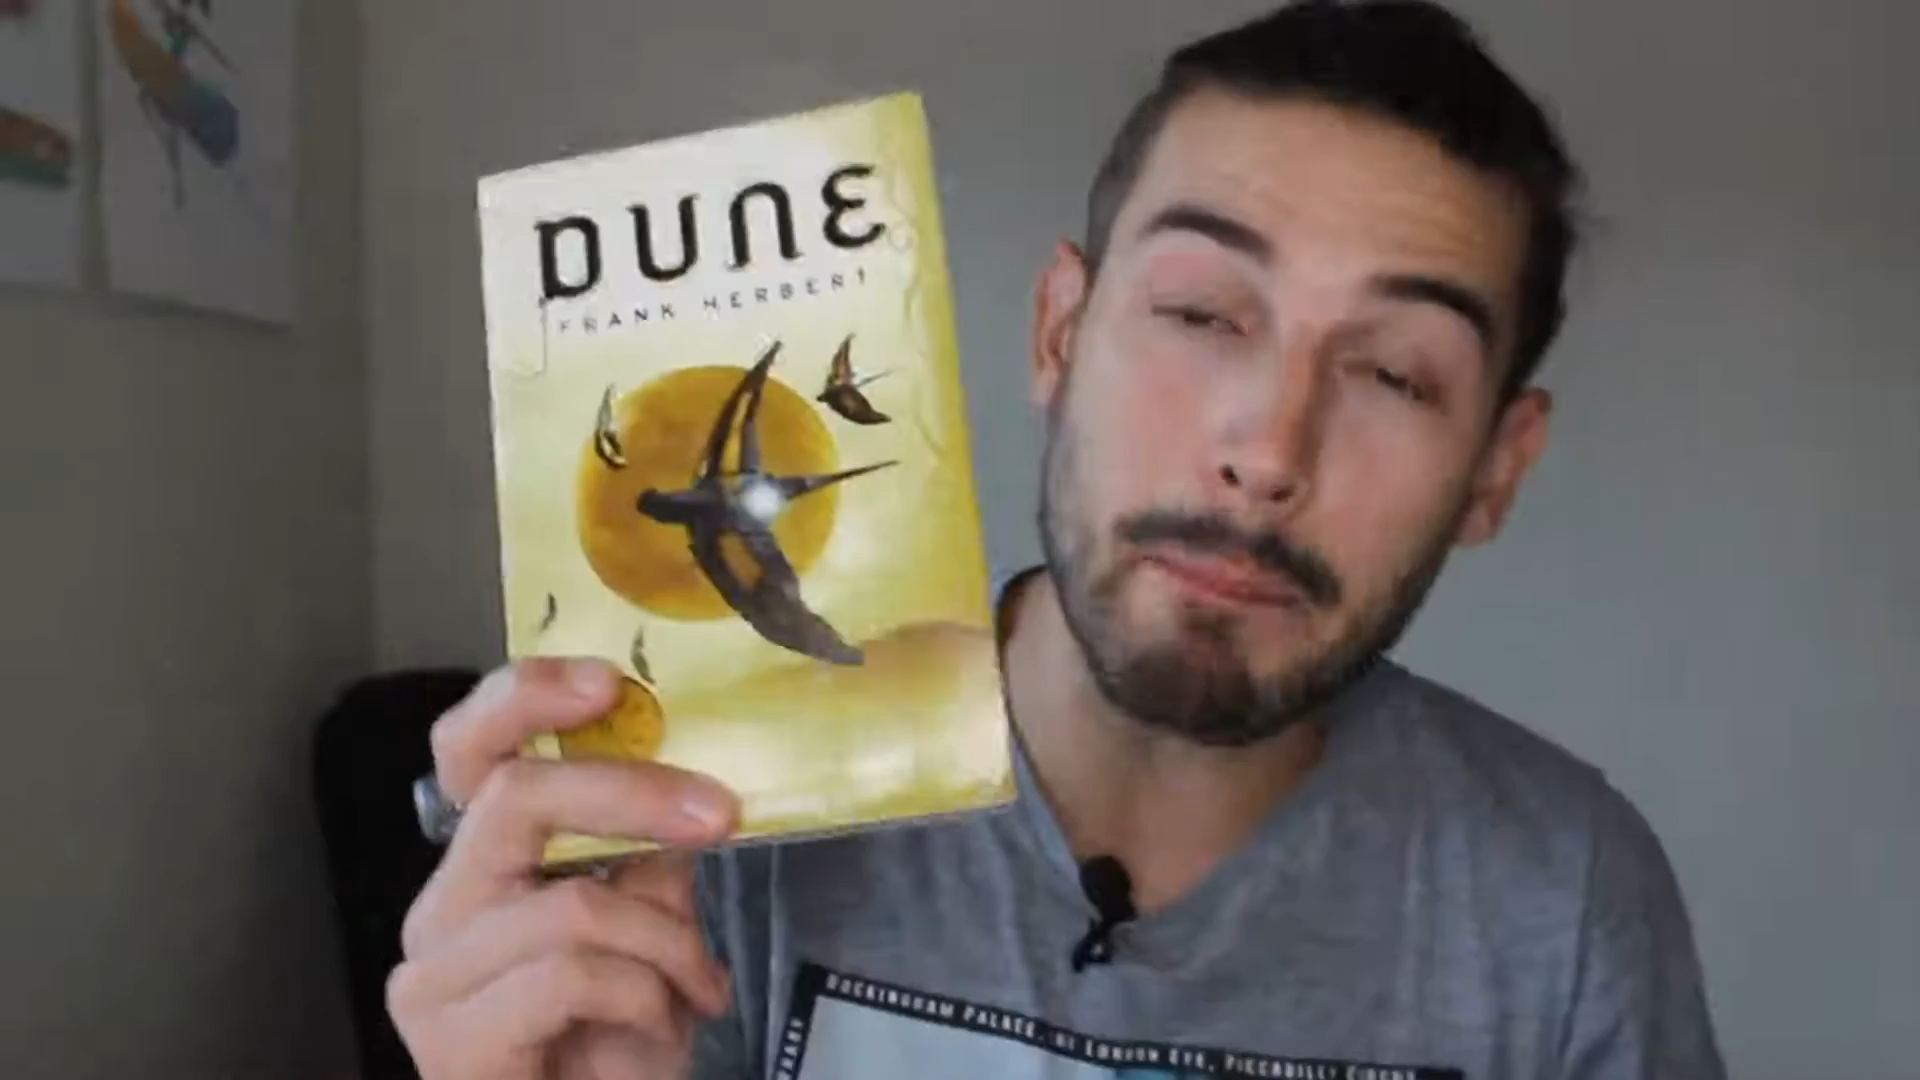 DUNE
FRANK HERBERT
BUCKINGHAM PALACE, LONDON EYE, PICCADILLY CIRCUS